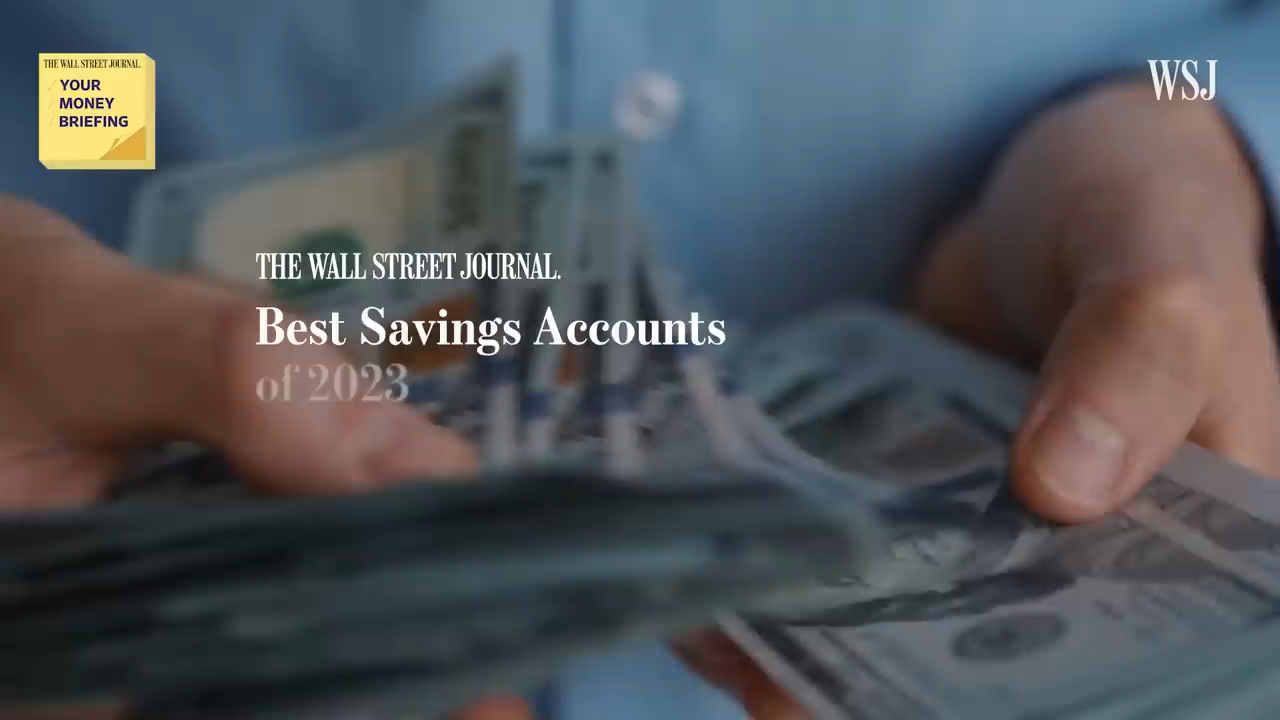 THE WALL STREET JOURNAL.
YOUR
MONEY
BRIEFING
WSJ
THE WALL STREET JOURNAL.
Best Savings Accounts
of 2023